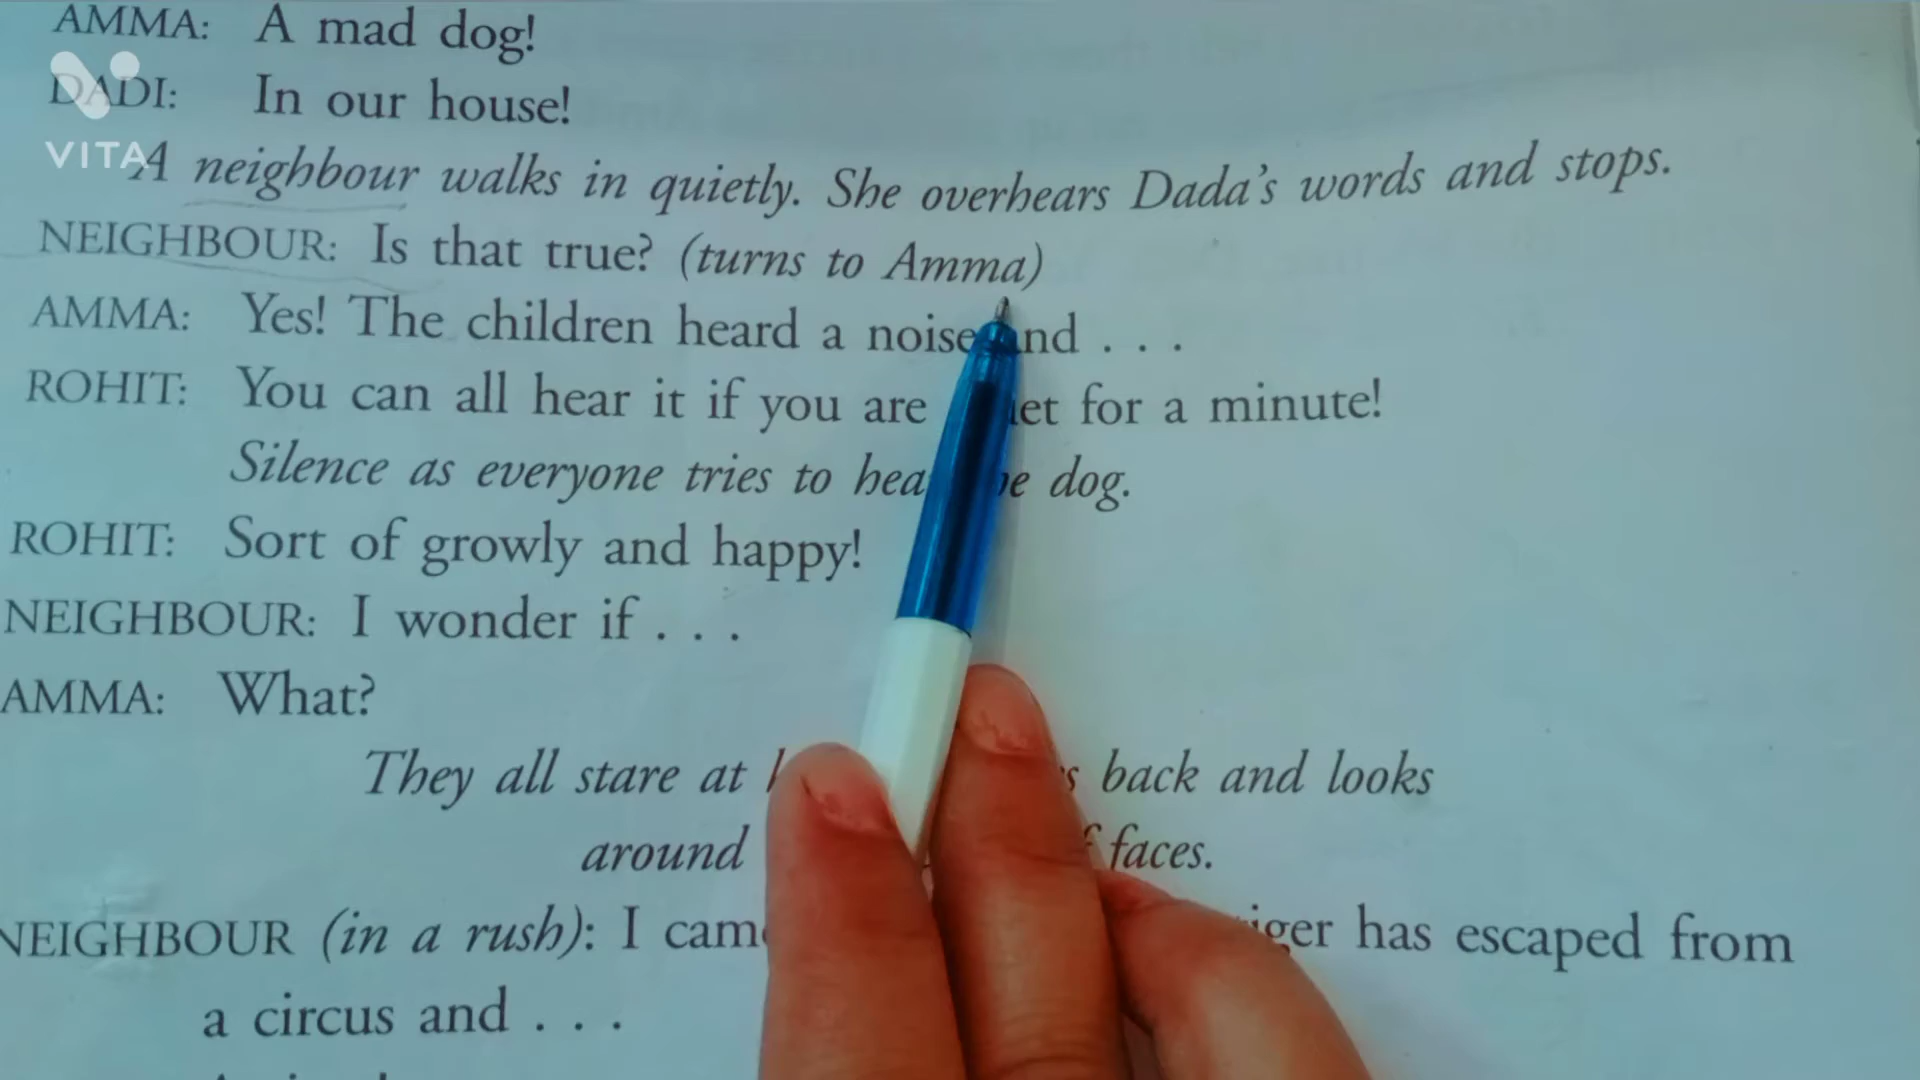 AMMA: A mad dog!
DADI: In our house!
VITA
A neighbour walks in quietly. She overhears Dada's words and stops.
NEIGHBOUR: Is that true? (turns to Amma)
AMMA: Yes! The children heard a noise and . . .
ROHIT: You can all hear it if you are for a minute!
Silence as everyone tries to dog.
ROHIT: Sort of growly and happy!
NEIGHBOUR: I wonder if . . .
AMMA: What?
They all stare at back and looks
around faces.
NEIGHBOUR (in a rush): I has escaped from
a circus and . . .